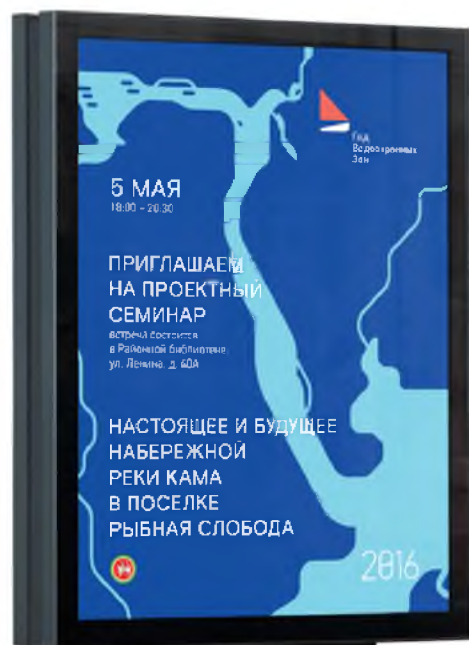 Год
Водоохранных
Зон
5 МАЯ
18:00 – 20:30
ПРИГЛАШАЕМ
НА ПРОЕКТНЫЙ
СЕМИНАР
встреча состоится
в Районной библиотеке,
ул. Ленина, д. 60А
НАСТОЯЩЕЕ И БУДУЩЕЕ
НАБЕРЕЖНОЙ
РЕКИ КАМА
В ПОСЕЛКЕ
РЫБНАЯ СЛОБОДА
2016